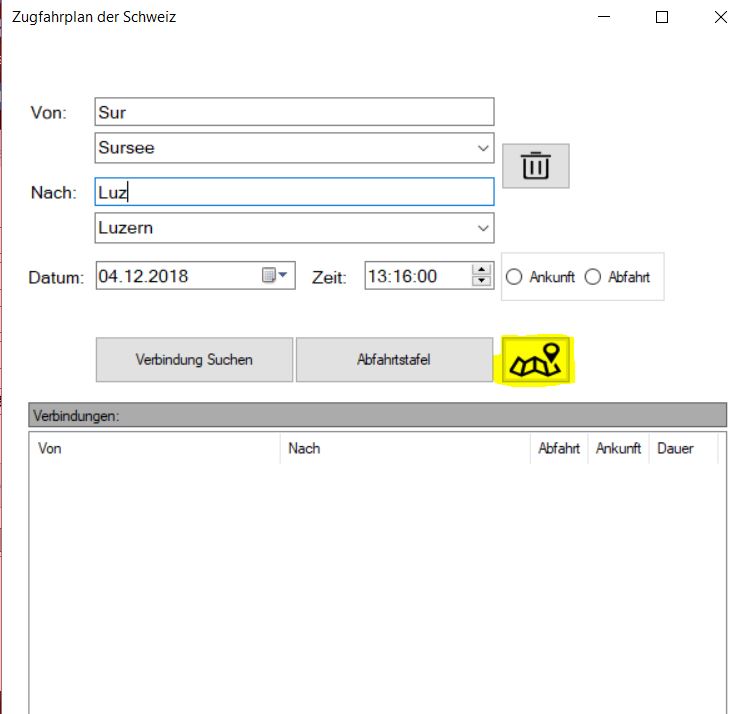 Zugfahrplan der Schweiz
Von: Sur
Sursee
Nach: Luz
Luzern
Datum: 04.12.2018 Zeit: 13:16:00 Ankunft Abfahrt
Verbindung Suchen Abfahrtstafel
Verbindungen:
Von Nach Abfahrt Ankunft Dauer